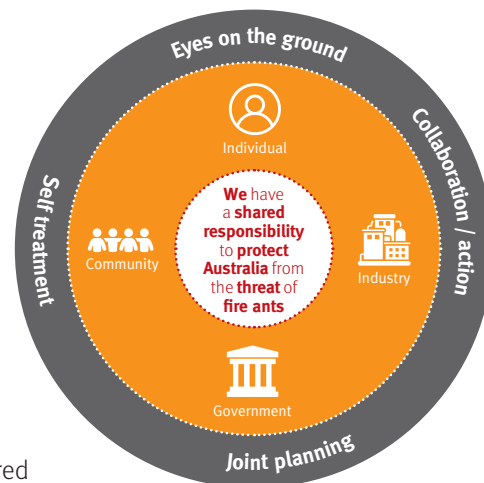 Eyes on the ground
Individual
Collaboration / action
Self treatment
We have
a shared
responsibility
to protect
Australia from
the threat of
fire ants
Community
Industry
Government
Joint planning
red